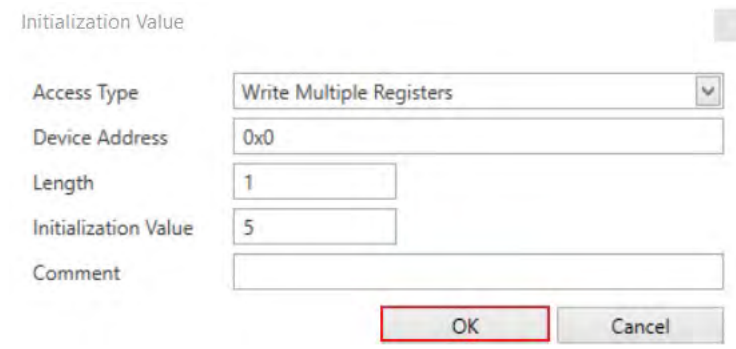 Initialization Value
Access Type Write Multiple Registers
Device Address 0x0
Length 1
Initialization Value 5
Comment
OK Cancel